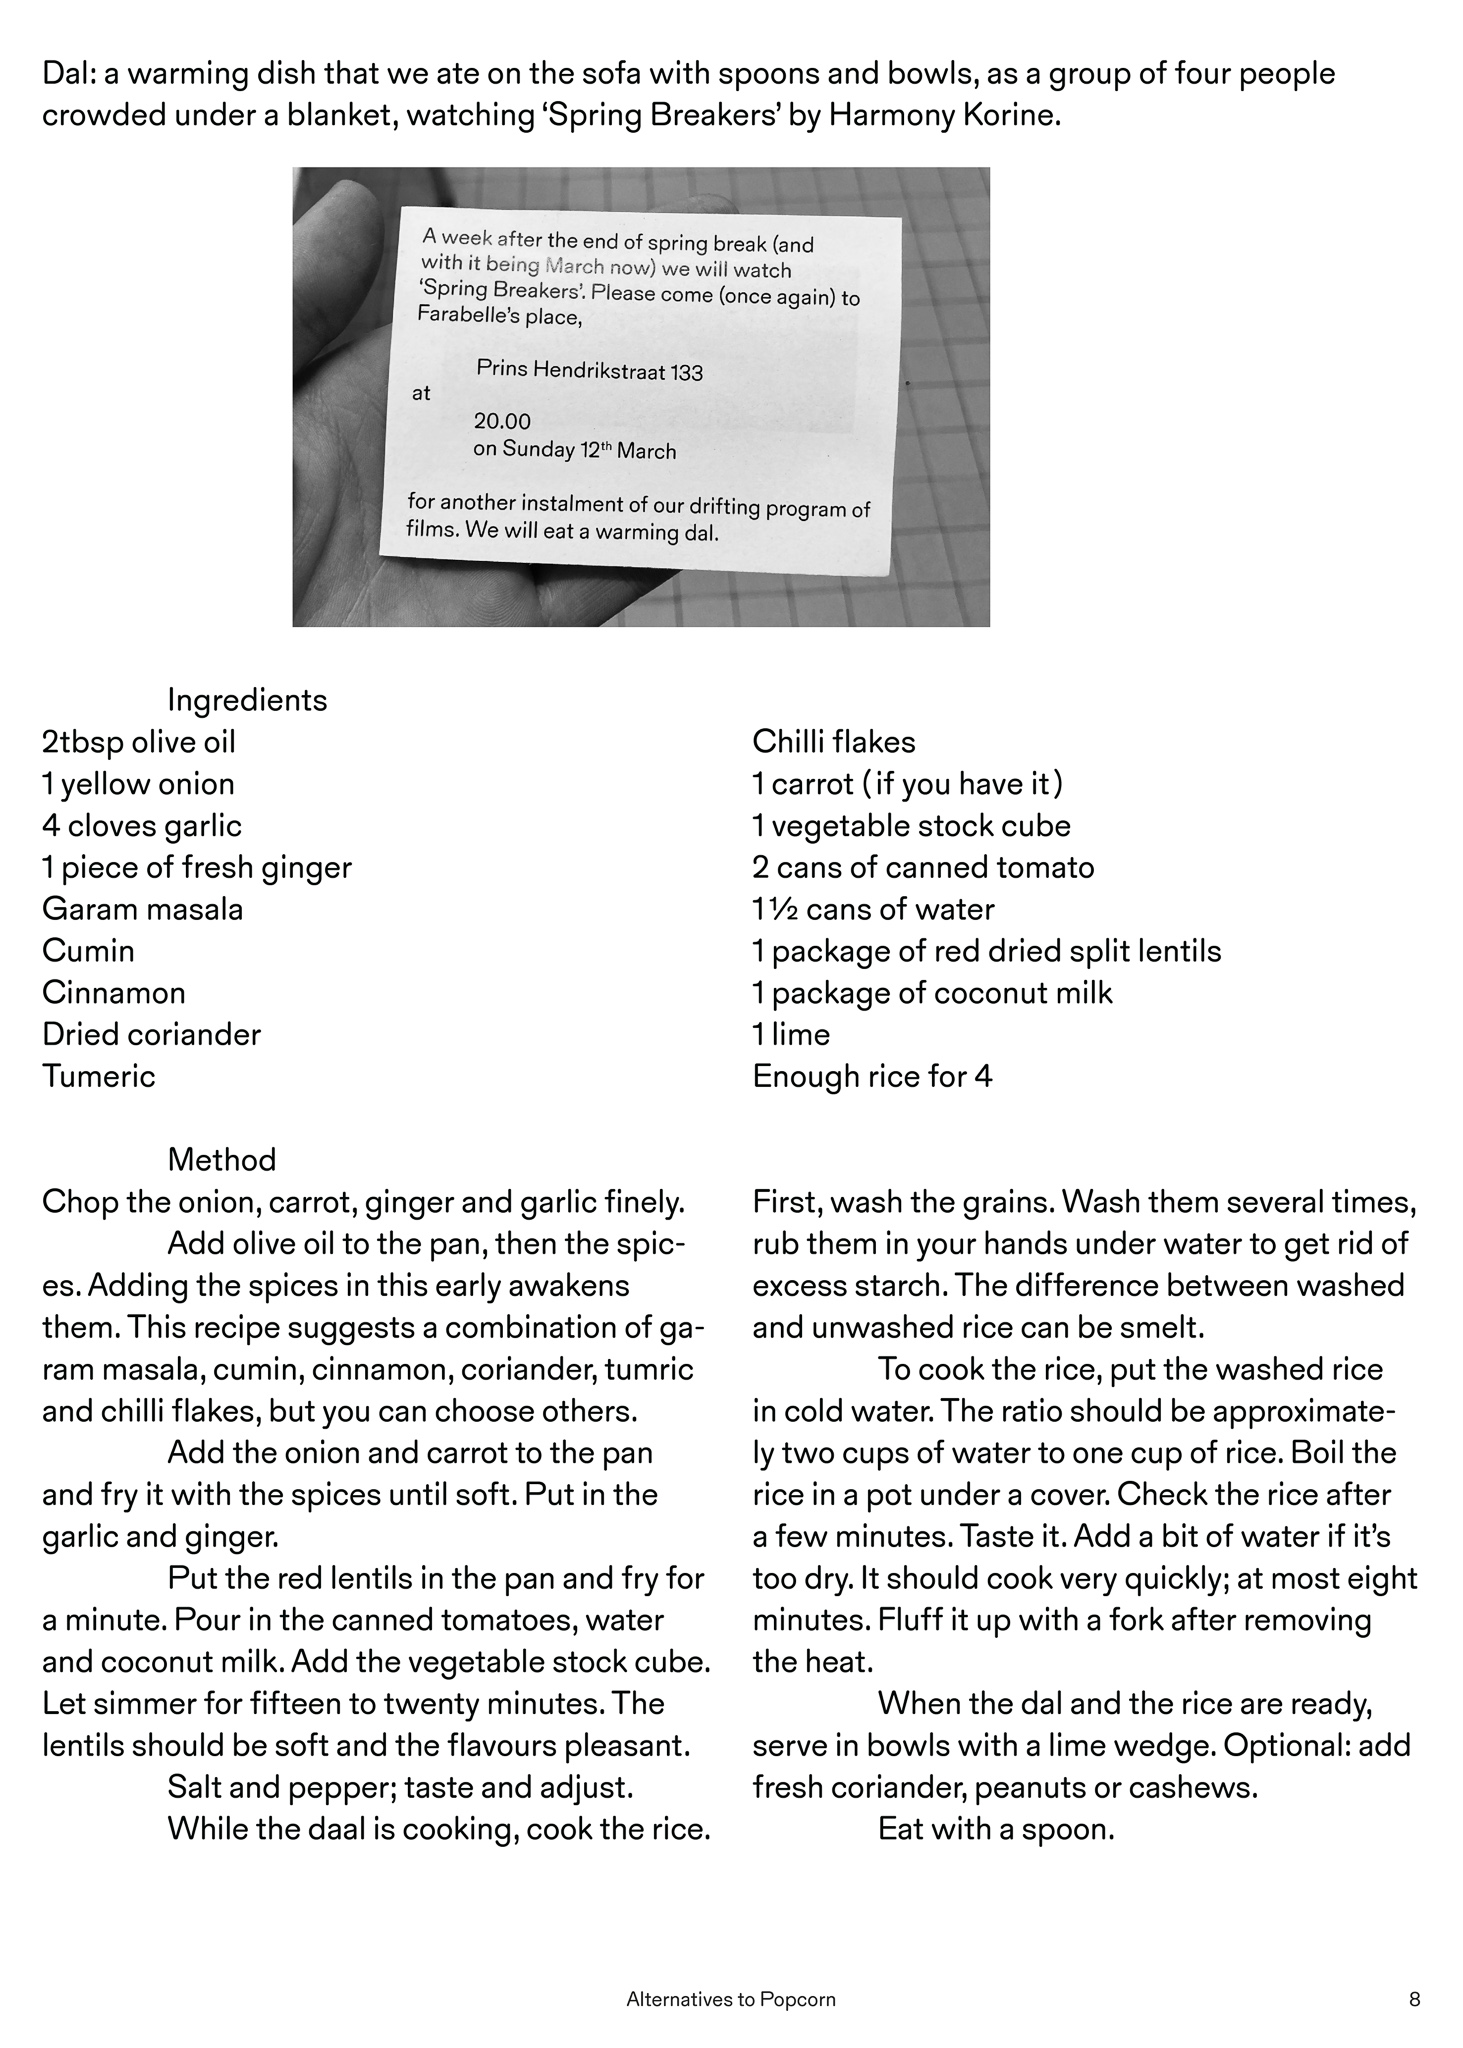 Dal: a warming dish that we ate on the sofa with spoons and bowls, as a group of four people
crowded under a blanket, watching ‘Spring Breakers’ by Harmony Korine.
A week after the end of spring break (and
with it being March now) we will watch
‘Spring Breakers’. Please come (once again) to
Farabelle’s place,
Prins Hendrikstraat 133
at
20.00
on Sunday 12th March
for another instalment of our drifting program of
films. We will eat a warming dal.
Ingredients
2tbsp olive oil
1 yellow onion
4 cloves garlic
1 piece of fresh ginger
Garam masala
Cumin
Cinnamon
Dried coriander
Tumeric
Chilli flakes
1 carrot (if you have it)
1 vegetable stock cube
2 cans of canned tomato
1 ½ cans of water
1 package of red dried split lentils
1 package of coconut milk
1 lime
Enough rice for 4
Method
Chop the onion, carrot, ginger and garlic finely.
Add olive oil to the pan, then the spic-
es. Adding the spices in this early awakens
them. This recipe suggests a combination of ga-
ram masala, cumin, cinnamon, coriander, tumric
and chilli flakes, but you can choose others.
Add the onion and carrot to the pan
and fry it with the spices until soft. Put in the
garlic and ginger.
Put the red lentils in the pan and fry for
a minute. Pour in the canned tomatoes, water
and coconut milk. Add the vegetable stock cube.
Let simmer for fifteen to twenty minutes. The
lentils should be soft and the flavours pleasant.
Salt and pepper; taste and adjust.
While the daal is cooking, cook the rice.
First, wash the grains. Wash them several times,
rub them in your hands under water to get rid of
excess starch. The difference between washed
and unwashed rice can be smelt.
To cook the rice, put the washed rice
in cold water. The ratio should be approximate-
ly two cups of water to one cup of rice. Boil the
rice in a pot under a cover. Check the rice after
a few minutes. Taste it. Add a bit of water if it’s
too dry. It should cook very quickly; at most eight
minutes. Fluff it up with a fork after removing
the heat.
When the dal and the rice are ready,
serve in bowls with a lime wedge. Optional: add
fresh coriander, peanuts or cashews.
Eat with a spoon.
Alternatives to Popcorn
8